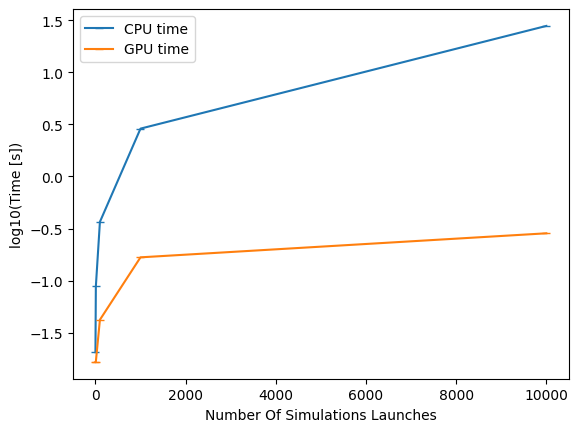 CPU time
GPU time
1.5
1.0
0.5
0.0
−0.5
−1.0
−1.5
log10(Time [s])
0 2000 4000 6000 8000 10000
Number Of Simulations Launches